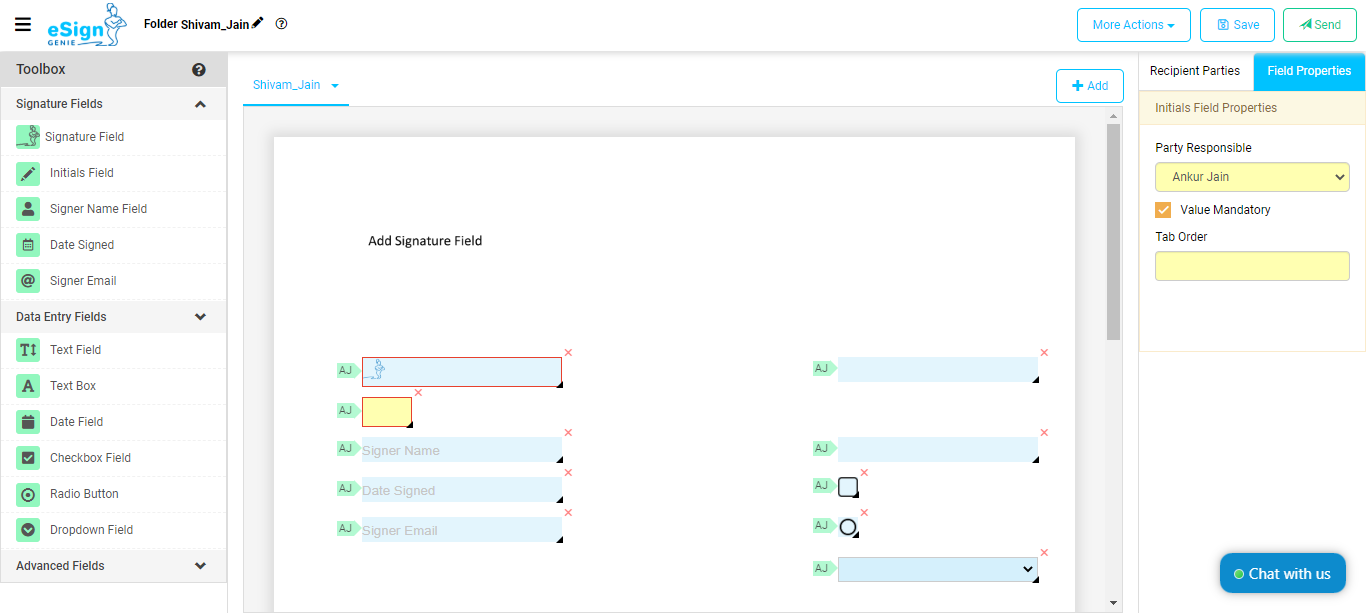 eSign
GENIE
Folder Shivam_Jain
More Actions
Save
Send
Toolbox
Signature Fields
Signature Field
Initials Field
Signer Name Field
Date Signed
Signer Email
Data Entry Fields
Text Field
Text Box
Date Field
Checkbox Field
Radio Button
Dropdown Field
Advanced Fields
Shivam_Jain
Add
Add Signature Field
AJ
AJ
AJ Signer Name
AJ Date Signed
AJ Signer Email
AJ
AJ
AJ
AJ
AJ
Recipient Parties
Field Properties
Initials Field Properties
Party Responsible
Ankur Jain
Value Mandatory
Tab Order
Chat with us